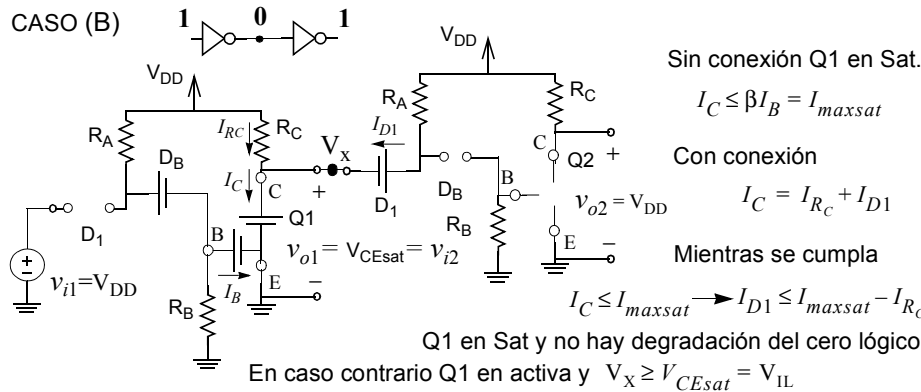 CASO (B)
1 0 1
V_DD
V_DD
Sin conexión Q1 en Sat.
I_C ≤ βI_B = I_maxsat
R_A
I_RC
R_C
V_x
I_D1
R_A
R_C
C
Q2
+
Con conexión
I_C = I_{R_C} + I_D1
D_B
I_C
C
+
D_1
D_B
B
R_B
v_o2 = V_DD
D_1
Q1
B
v_o1 = V_CEsat = v_i2
E
−
Mientras se cumpla
v_i1 = V_DD
I_B
E
−
R_B
I_C ≤ I_maxsat → I_D1 ≤ I_maxsat − I_{R_C}
Q1 en Sat y no hay degradación del cero lógico
En caso contrario Q1 en activa y V_X ≥ V_CEsat = V_IL